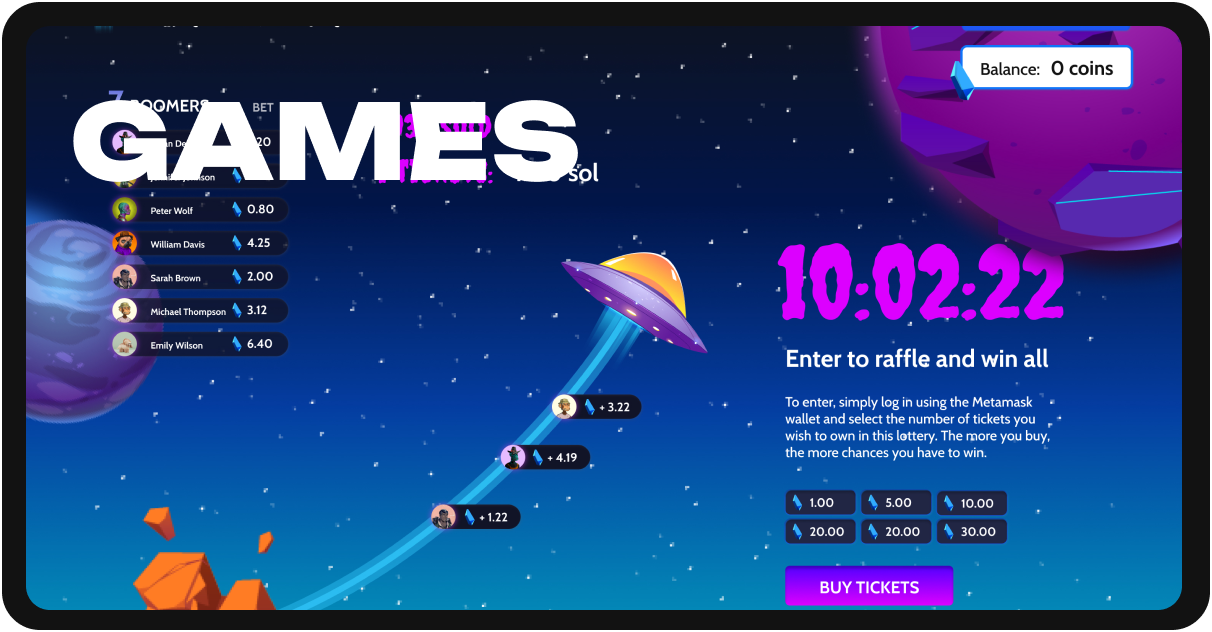 Balance: 0 coins
7
ZOOMERS
BET
GAMES
20
sol
Peter Wolf 0.80
William Davis 4.25
Sarah Brown 2.00
Michael Thompson 3.12
Emily Wilson 6.40
10:02:22
Enter to raffle and win all
To enter, simply log in using the Metamask
wallet and select the number of tickets you
wish to own in this lottery. The more you buy,
the more chances you have to win.
+ 3.22
+ 4.19
+ 1.22
1.00 5.00 10.00
20.00 20.00 30.00
BUY TICKETS